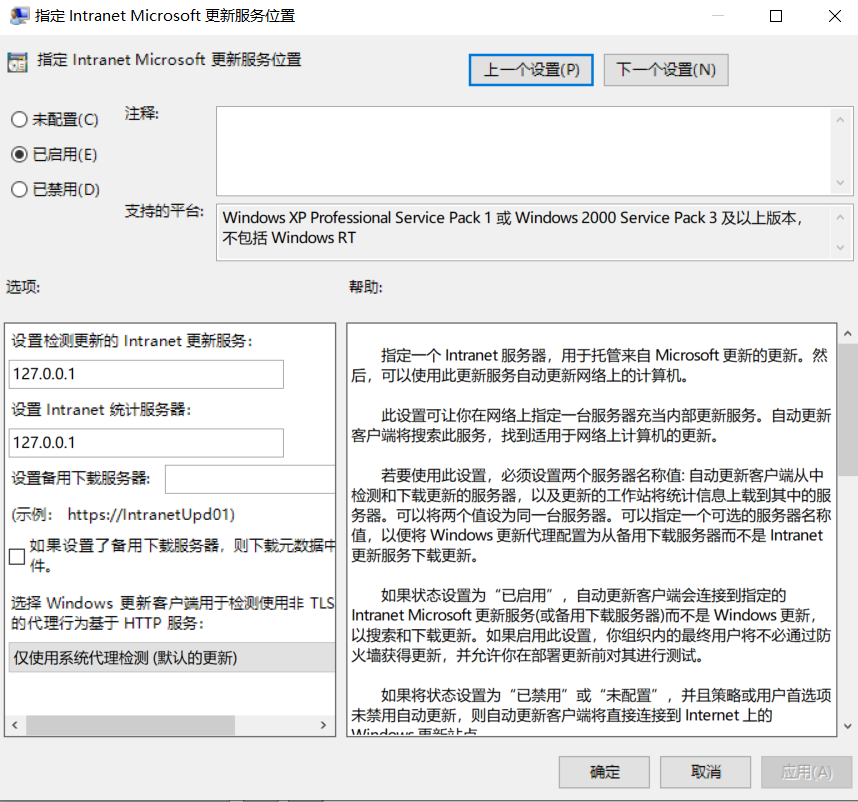 指定 Intranet Microsoft 更新服务位置
指定 Intranet Microsoft 更新服务位置
上一个设置(P)
下一个设置(N)
未配置(C)
注释:
已启用(E)
已禁用(D)
支持的平台:
Windows XP Professional Service Pack 1 或 Windows 2000 Service Pack 3 及以上版本，
不包括 Windows RT
选项:
帮助:
设置检测更新的 Intranet 更新服务:
127.0.0.1
设置 Intranet 统计服务器:
127.0.0.1
设置备用下载服务器:
(示例: https://IntranetUpd01)
如果设置了备用下载服务器，则下载元数据中
件。
选择 Windows 更新客户端用于检测使用非 TLS
的代理行为基于 HTTP 服务:
仅使用系统代理检测 (默认的更新)
指定一个 Intranet 服务器，用于托管来自 Microsoft 更新的更新。然
后，可以使用此更新服务自动更新网络上的计算机。
此设置可让你在网络上指定一台服务器充当内部更新服务。自动更新
客户端将搜索此服务，找到适用于网络上计算机的更新。
若要使用此设置，必须设置两个服务器名称值: 自动更新客户端从中
检测和下载更新的服务器，以及更新的工作站将统计信息上载到其中的服
务器。可以将两个值设为同一台服务器。可以指定一个可选的服务器名称
值，以便将 Windows 更新代理配置为从备用下载服务器而不是 Intranet
更新服务下载更新。
如果状态设置为“已启用”，自动更新客户端会连接到指定的
Intranet Microsoft 更新服务(或备用下载服务器)而不是 Windows 更新，
以搜索和下载更新。如果启用此设置，你组织内的最终用户将不必通过防
火墙获得更新，并允许你在部署更新前对其进行测试。
如果将状态设置为“已禁用”或“未配置”，并且策略或用户首选项
未禁用自动更新，则自动更新客户端将直接连接到 Internet 上的
Windows 更新站点
确定
取消
应用(A)